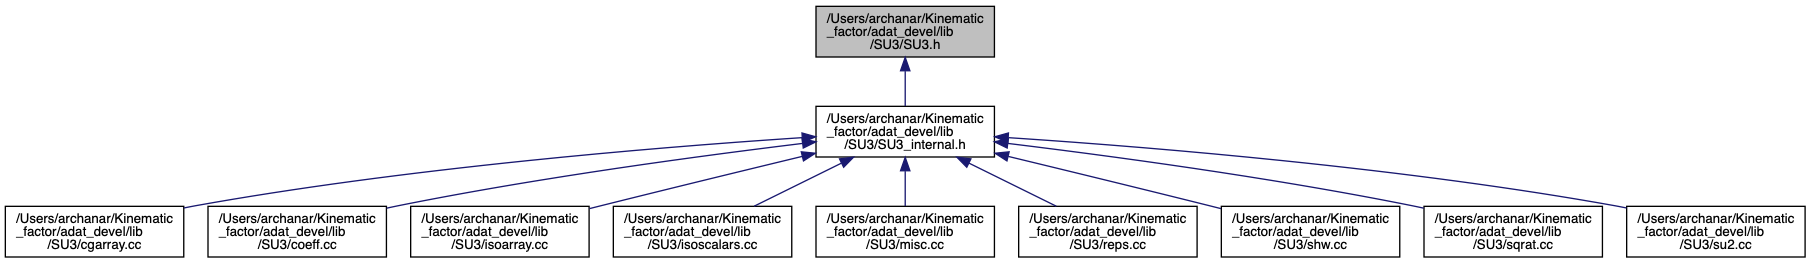 /Users/archanar/Kinematic
_factor/adat_devel/lib
/SU3/SU3.h
/Users/archanar/Kinematic
_factor/adat_devel/lib
/SU3/SU3_internal.h
/Users/archanar/Kinematic
_factor/adat_devel/lib
/SU3/cgarray.cc
/Users/archanar/Kinematic
_factor/adat_devel/lib
/SU3/coeff.cc
/Users/archanar/Kinematic
_factor/adat_devel/lib
/SU3/isoarray.cc
/Users/archanar/Kinematic
_factor/adat_devel/lib
/SU3/isoscalars.cc
/Users/archanar/Kinematic
_factor/adat_devel/lib
/SU3/misc.cc
/Users/archanar/Kinematic
_factor/adat_devel/lib
/SU3/reps.cc
/Users/archanar/Kinematic
_factor/adat_devel/lib
/SU3/shw.cc
/Users/archanar/Kinematic
_factor/adat_devel/lib
/SU3/sqrat.cc
/Users/archanar/Kinematic
_factor/adat_devel/lib
/SU3/su2.cc